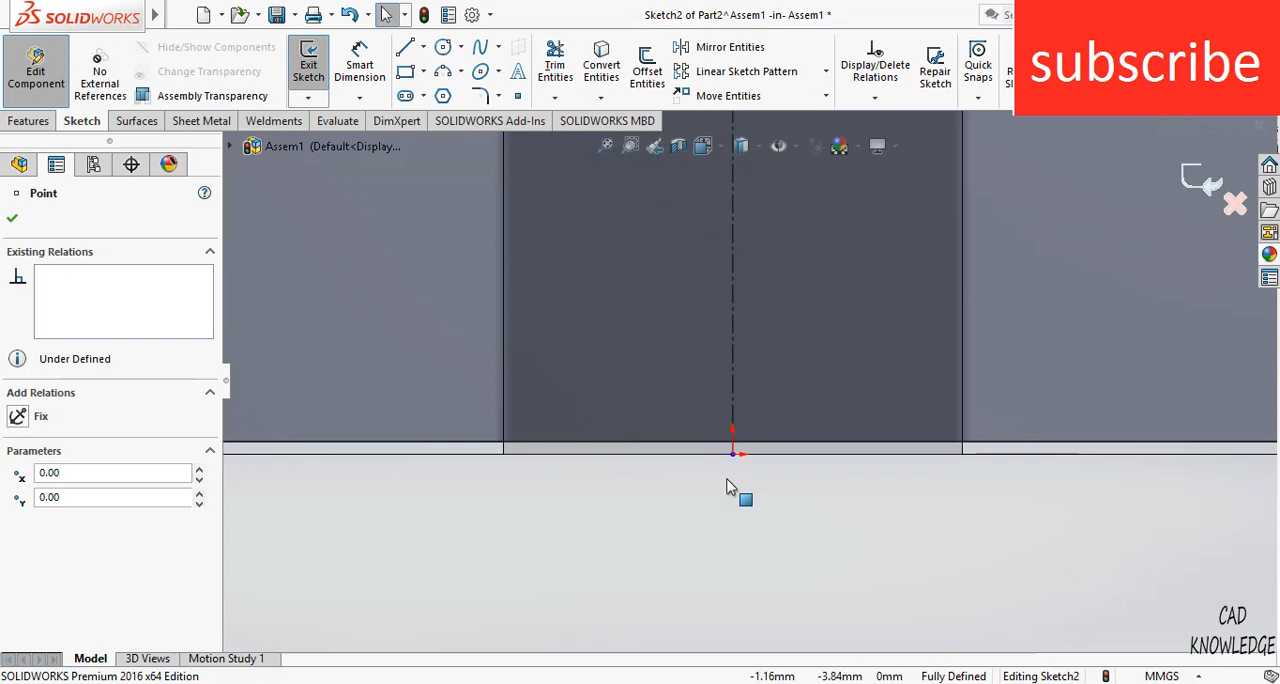 SOLIDWORKS
Sketch2 of Part2^Assem1 -in- Assem1 *
subscribe
Edit Component
No External References
Hide/Show Components
Change Transparency
Assembly Transparency
Exit Sketch
Smart Dimension
Trim Entities
Convert Entities
Offset Entities
Mirror Entities
Linear Sketch Pattern
Move Entities
Display/Delete Relations
Repair Sketch
Quick Snaps
Features
Sketch
Surfaces
Sheet Metal
Weldments
Evaluate
DimXpert
SOLIDWORKS Add-Ins
SOLIDWORKS MBD
Assem1 (Default<Display...
Point
Existing Relations
Under Defined
Add Relations
Fix
Parameters
0.00
0.00
CAD
KNOWLEDGE
Model
3D Views
Motion Study 1
SOLIDWORKS Premium 2016 x64 Edition
-1.16mm
-3.84mm
0mm
Fully Defined
Editing Sketch2
MMGS